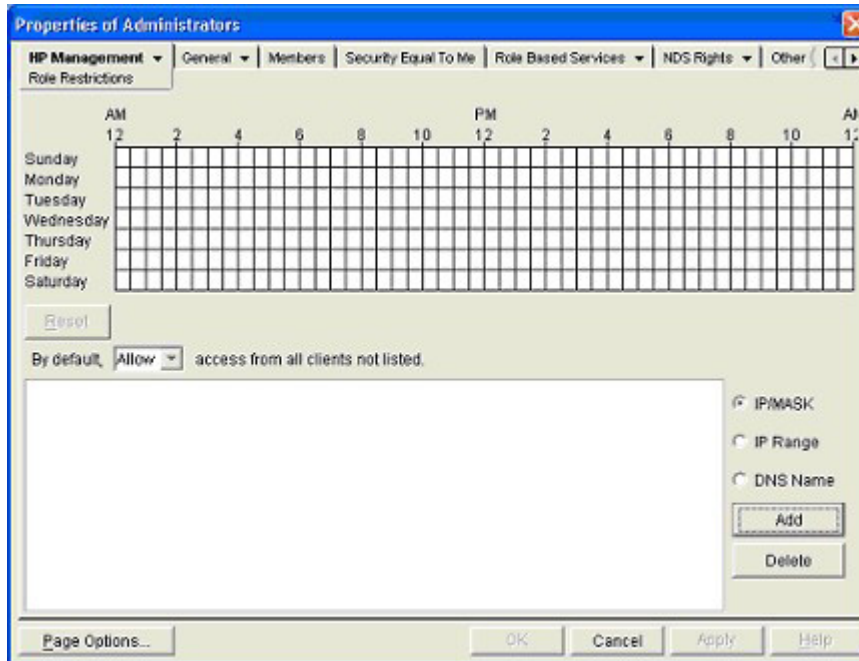 Properties of Administrators
HP Management General Members Security Equal To Me Role Based Services NDS Rights Other
Role Restrictions
AM PM AM
12 2 4 6 8 10 12 2 4 6 8 10 12
Sunday
Monday
Tuesday
Wednesday
Thursday
Friday
Saturday
Reset
By default, Allow access from all clients not listed.
IP/MASK
IP Range
DNS Name
Add
Delete
Page Options... OK Cancel Apply Help